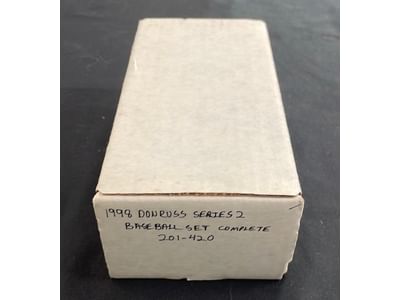 1998 DONRUSS SERIES 2
BASEBALL SET COMPLETE
201-420